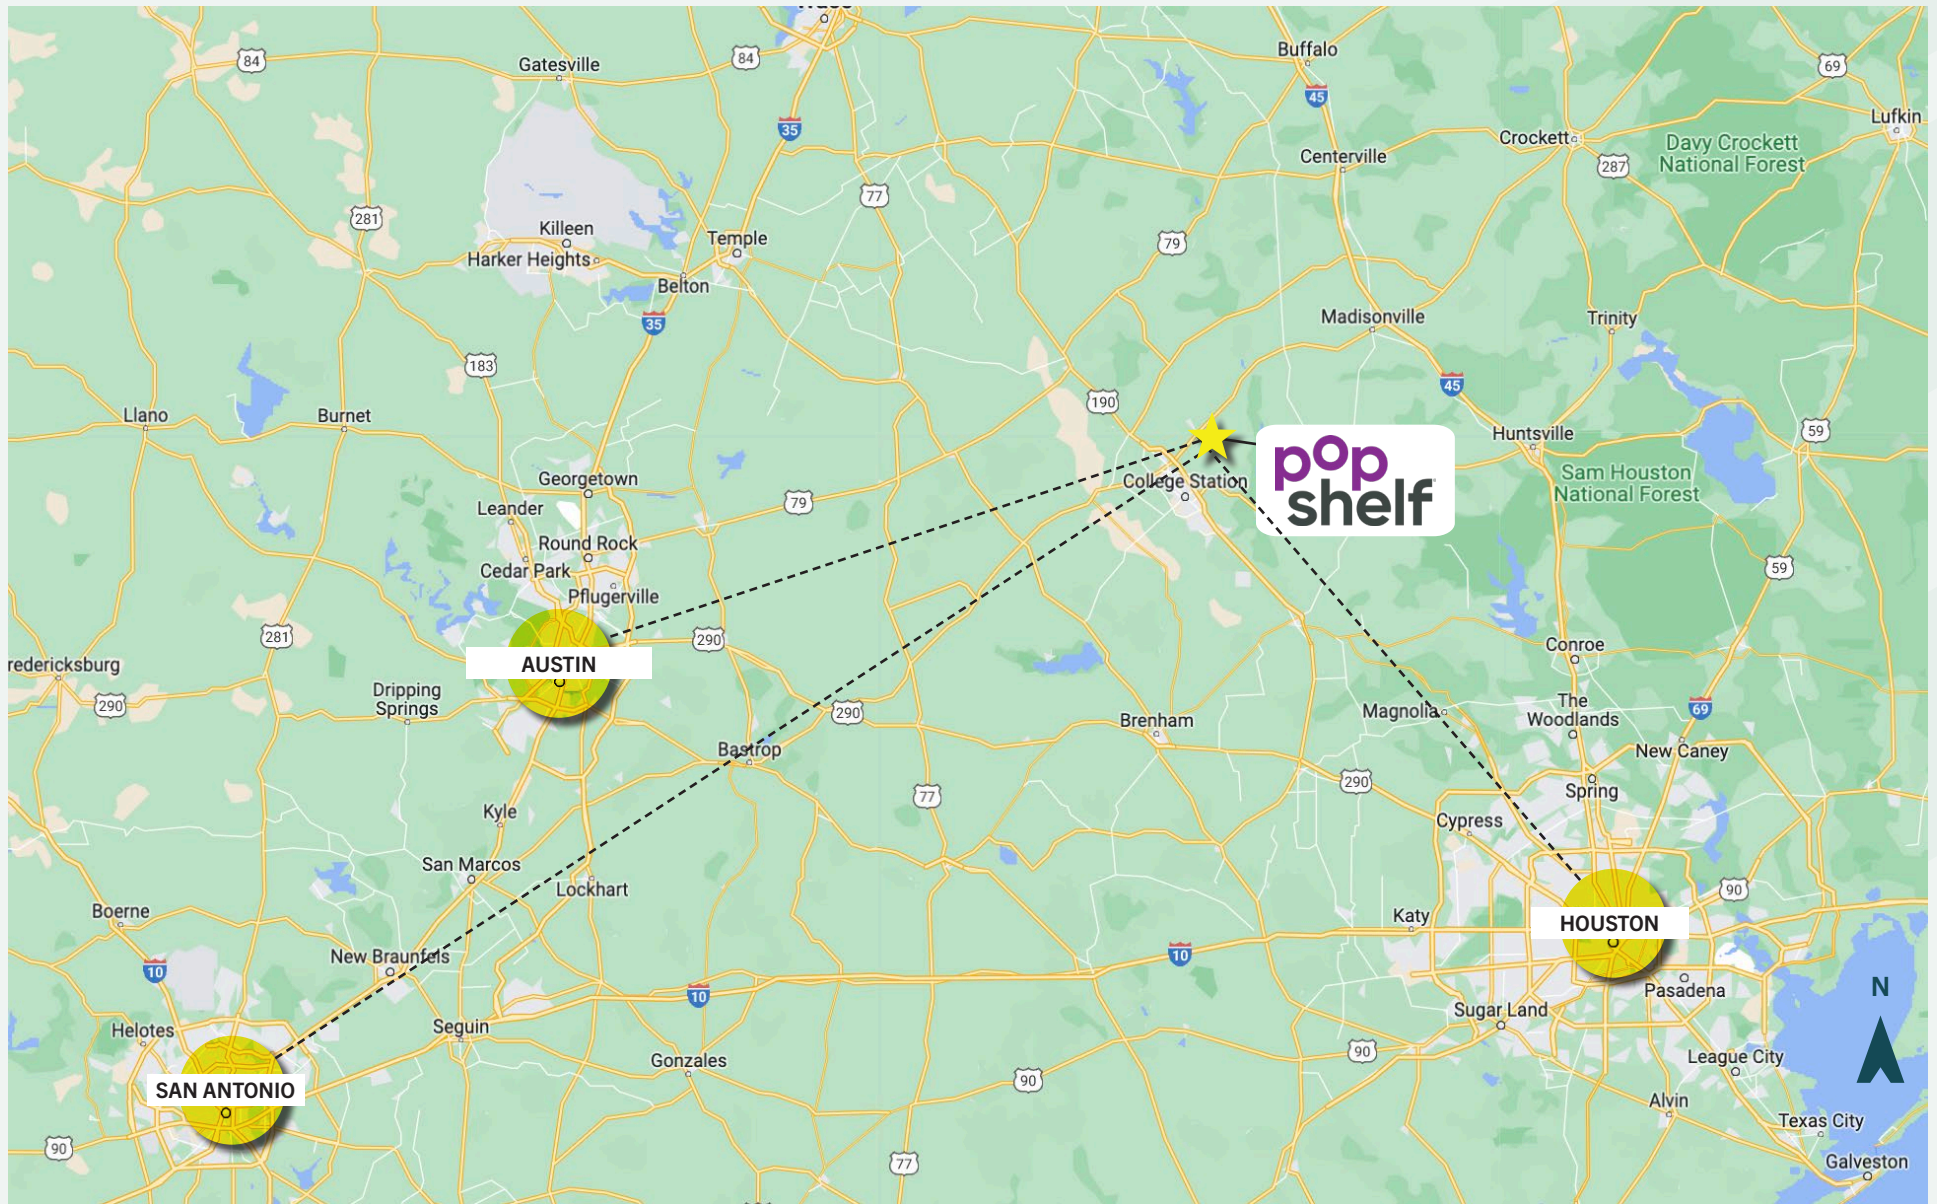 84
Gatesville
84
Buffalo
69
45
35
Lufkin
Crockett
Davy Crockett
National Forest
Centerville
287
77
281
Killeen
Temple
79
Harker Heights
Belton
35
Madisonville
Trinity
183
45
190
Llano
Burnet
59
Huntsville
pop
shelf
Sam Houston
National Forest
Georgetown
College Station
79
Leander
Round Rock
Cedar Park
59
Pflugerville
281
290
Conroe
AUSTIN
redericksburg
Dripping
Springs
290
290
Magnolia
The
Woodlands
69
Brenham
Bastrop
New Caney
290
Spring
77
Kyle
Cypress
San Marcos
Lockhart
90
Boerne
Katy
HOUSTON
New Braunfels
10
10
10
N
Pasadena
Sugar Land
Helotes
Seguin
90
League City
Gonzales
90
SAN ANTONIO
Alvin
Texas City
90
77
Galveston